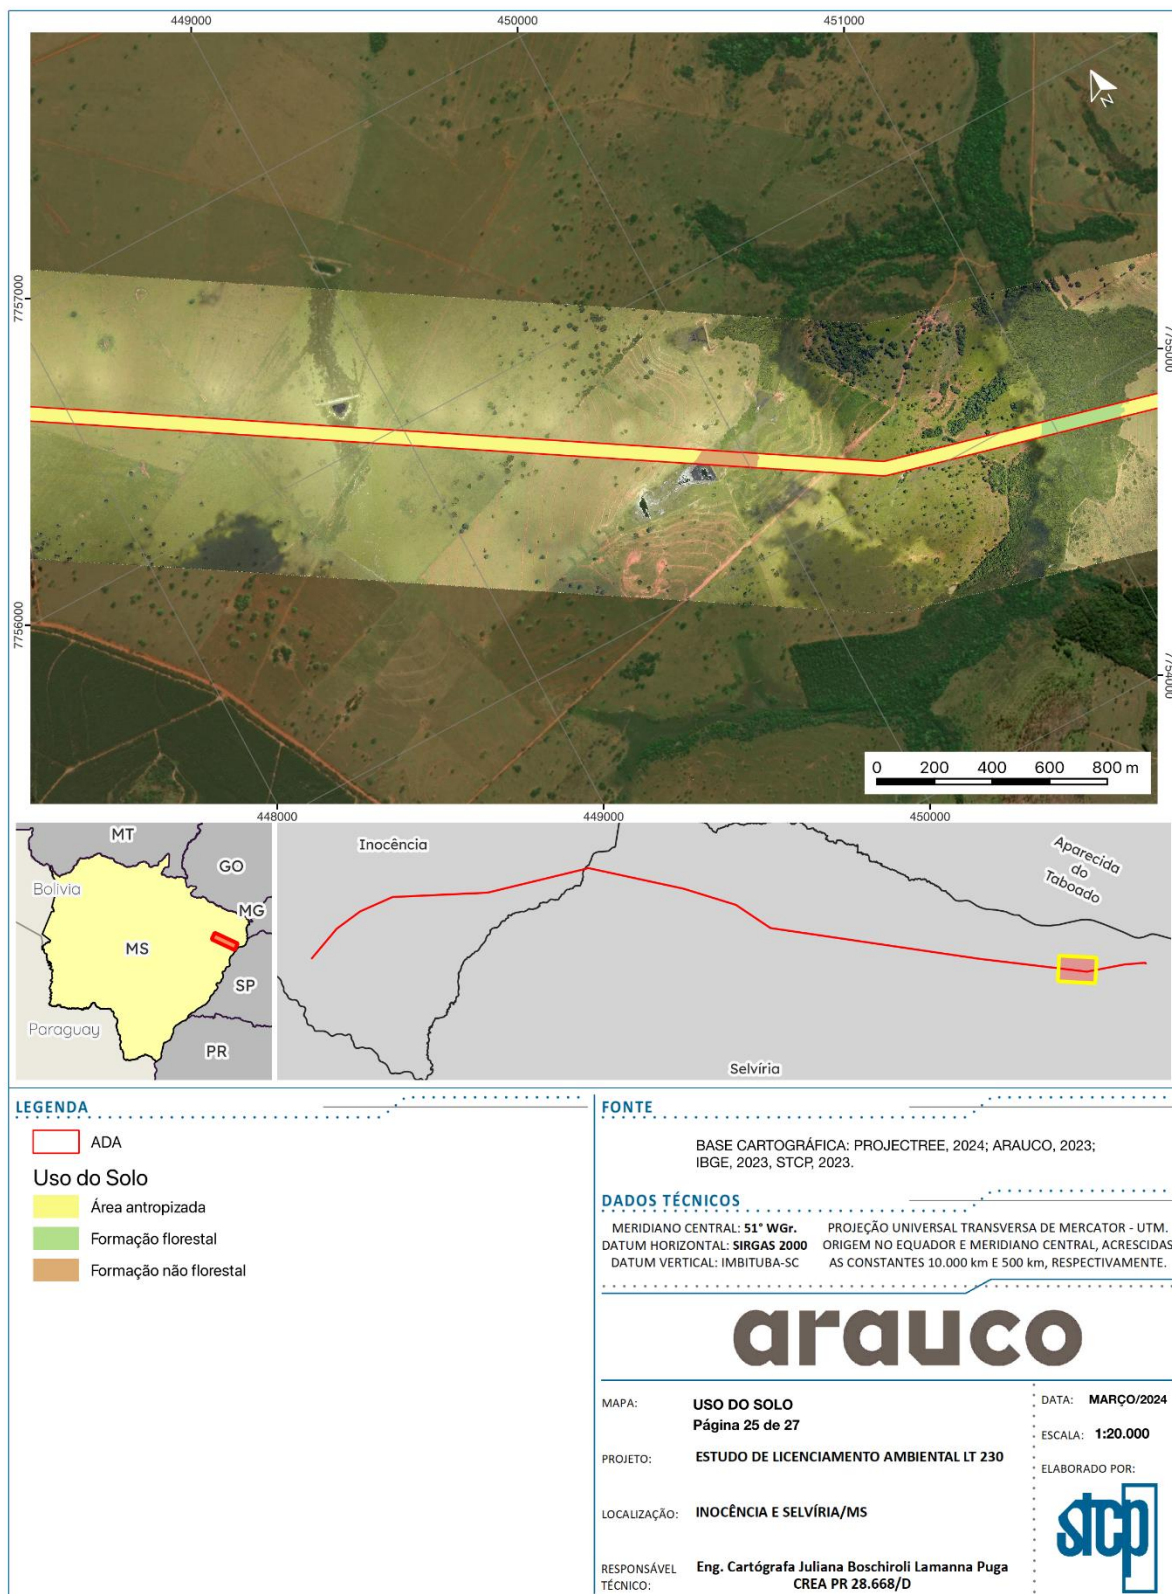 449000
450000
451000
N
7757000
7756000
7755000
7754000
0 200 400 600 800 m
448000
449000
450000
MT
GO
Bolivia
MG
MS
SP
Paraguay
PR
Inocência
Aparecida
do
Taboado
Selvíria
LEGENDA
ADA
Uso do Solo
Área antropizada
Formação florestal
Formação não florestal
FONTE
BASE CARTOGRÁFICA: PROJECTREE, 2024; ARAUCO, 2023;
IBGE, 2023, STCP, 2023.
DADOS TÉCNICOS
MERIDIANO CENTRAL: 51° WGr.
DATUM HORIZONTAL: SIRGAS 2000
DATUM VERTICAL: IMBITUBA-SC
PROJEÇÃO UNIVERSAL TRANSVERSA DE MERCATOR - UTM.
ORIGEM NO EQUADOR E MERIDIANO CENTRAL, ACRESCIDAS
AS CONSTANTES 10.000 km E 500 km, RESPECTIVAMENTE.
arauco
MAPA: USO DO SOLO
Página 25 de 27
PROJETO: ESTUDO DE LICENCIAMENTO AMBIENTAL LT 230
LOCALIZAÇÃO: INOCÊNCIA E SELVÍRIA/MS
RESPONSÁVEL TÉCNICO: Eng. Cartógrafa Juliana Boschiroli Lamanna Puga
CREA PR 28.668/D
DATA: MARÇO/2024
ESCALA: 1:20.000
ELABORADO POR:
stcp